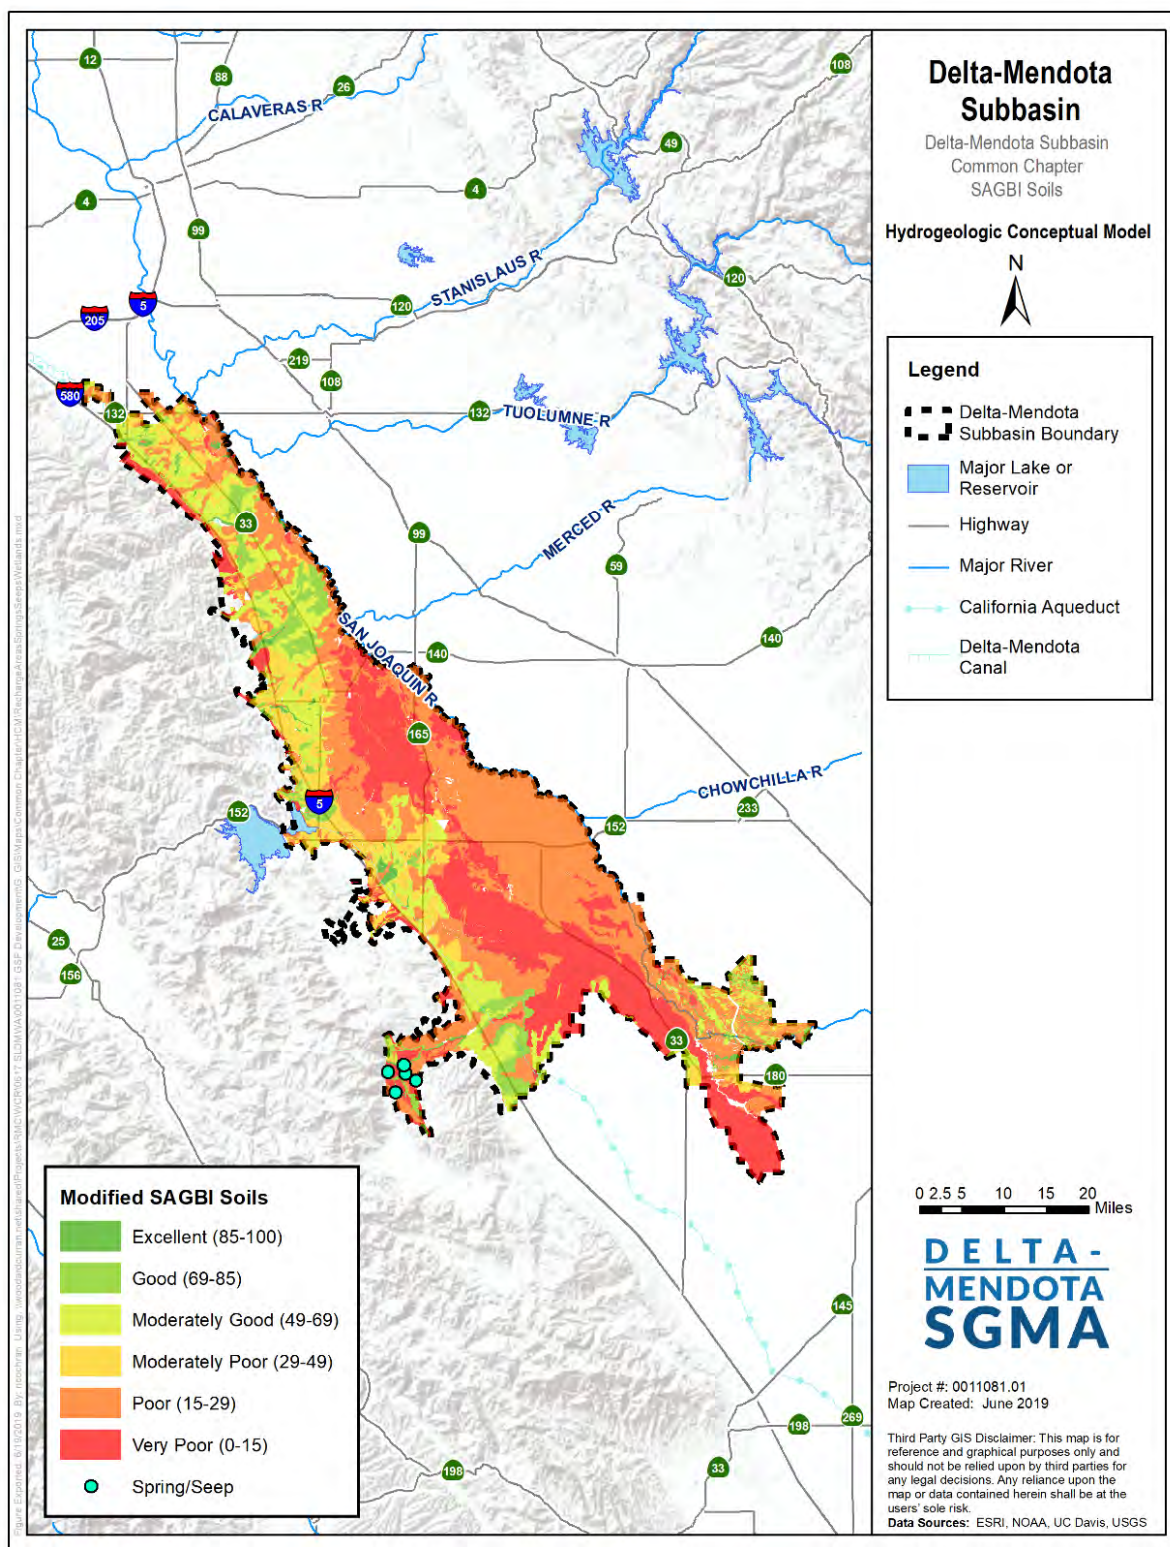 Delta-Mendota
Subbasin
Delta-Mendota Subbasin
Common Chapter
SAGBI Soils
Hydrogeologic Conceptual Model
N
Legend
Delta-Mendota
Subbasin Boundary
Major Lake or
Reservoir
Highway
Major River
California Aqueduct
Delta-Mendota
Canal
0 2.5 5 10 15 20
Miles
DELTA-
MENDOTA
SGMA
Project #: 0011081.01
Map Created: June 2019
Third Party GIS Disclaimer: This map is for
reference and graphical purposes only and
should not be relied upon by third parties for
any legal decisions. Any reliance upon the
map or data contained herein shall be at the
users' sole risk.
Data Sources: ESRI, NOAA, UC Davis, USGS
12
88
26
108
CALAVERAS R
49
4
4
99
STANISLAUS R
120
120
5
205
219
108
580
132
132
TUOLUMNE R
33
99
MERCED R
59
SAN JOAQUIN R
140
140
165
CHOWCHILLA R
5
152
233
152
25
156
33
180
145
198
269
198
33
Modified SAGBI Soils
Excellent (85-100)
Good (69-85)
Moderately Good (49-69)
Moderately Poor (29-49)
Poor (15-29)
Very Poor (0-15)
Spring/Seep